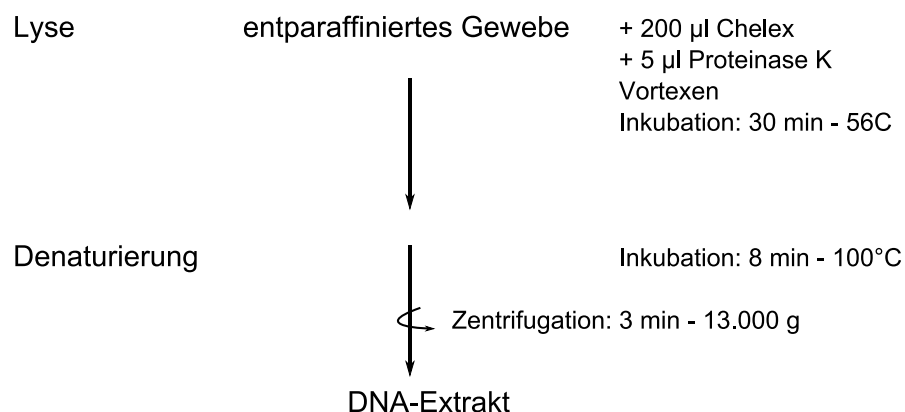 Lyse entparaffiniertes Gewebe + 200 µl Chelex
+ 5 µl Proteinase K
Vortexen
Inkubation: 30 min - 56C
Denaturierung Inkubation: 8 min - 100°C
Zentrifugation: 3 min - 13.000 g
DNA-Extrakt